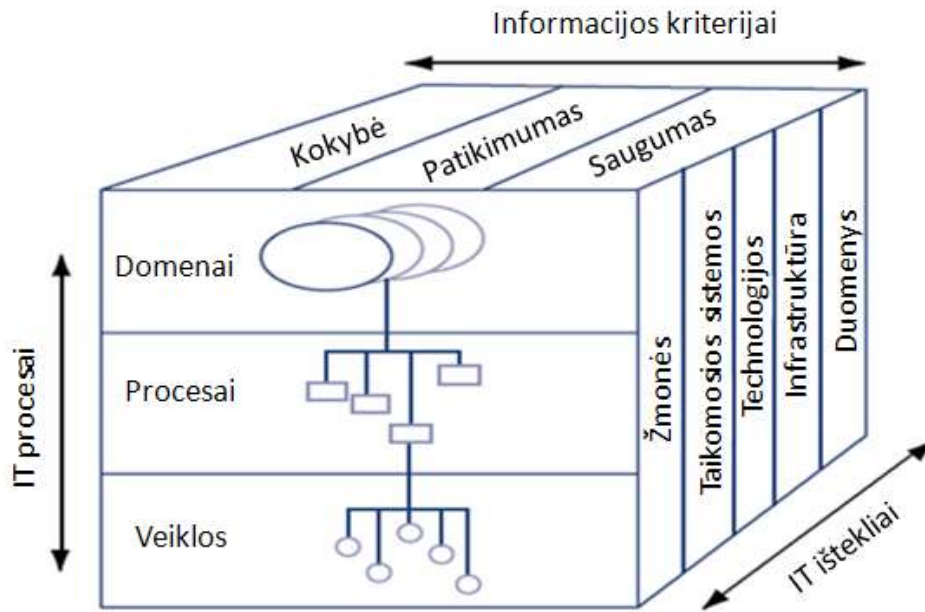 Informacijos kriterijai
Kokybė
Patikimumas
Saugumas
Domenai
Procesai
Veiklos
IT procesai
Žmonės
Taikomosios sistemos
Technologijos
Infrastruktūra
Duomenys
IT ištekliai